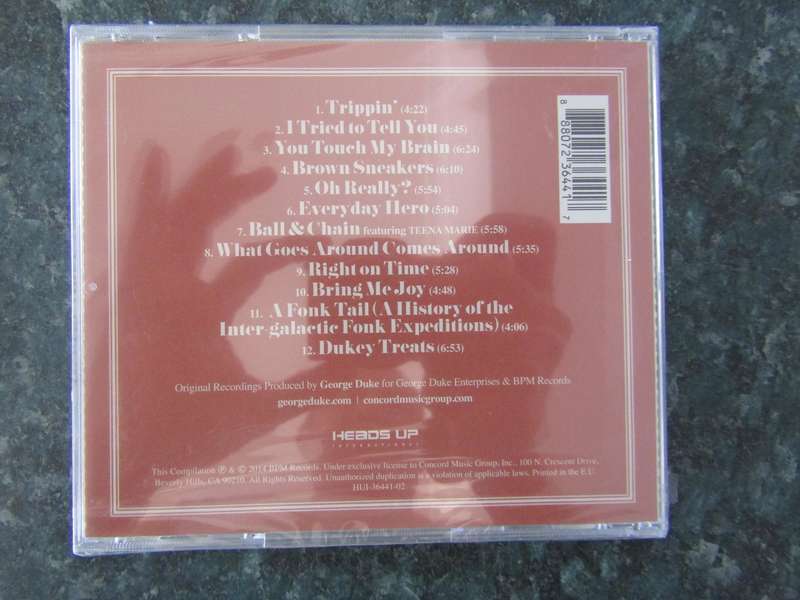 1. Trippin' (4:22)
2. I Tried to Tell You (4:45)
3. You Touch My Brain (6:24)
4. Brown Sneakers (6:10)
5. Oh Really? (5:54)
6. Everyday Hero (5:04)
7. Ball & Chain featuring TEENA MARIE (5:58)
8. What Goes Around Comes Around (5:35)
9. Right on Time (5:28)
10. Bring Me Joy (4:48)
11. A Fonk Tail (A History of the
Inter-galactic Fonk Expeditions) (4:06)
12. Dukey Treats (6:53)
Original Recordings Produced by George Duke for George Duke Enterprises & BPM Records
georgeduke.com | concordmusicgroup.com
HEADS UP
INTERNATIONAL
This Compilation ℗ & © 2014 BPM Records. Under exclusive license to Concord Music Group, Inc., 100 N. Crescent Drive,
Beverly Hills, CA 90210. All Rights Reserved. Unauthorized duplication is a violation of applicable laws. Printed in the E.U.
HUI-36441-02
8 88072 36441 7